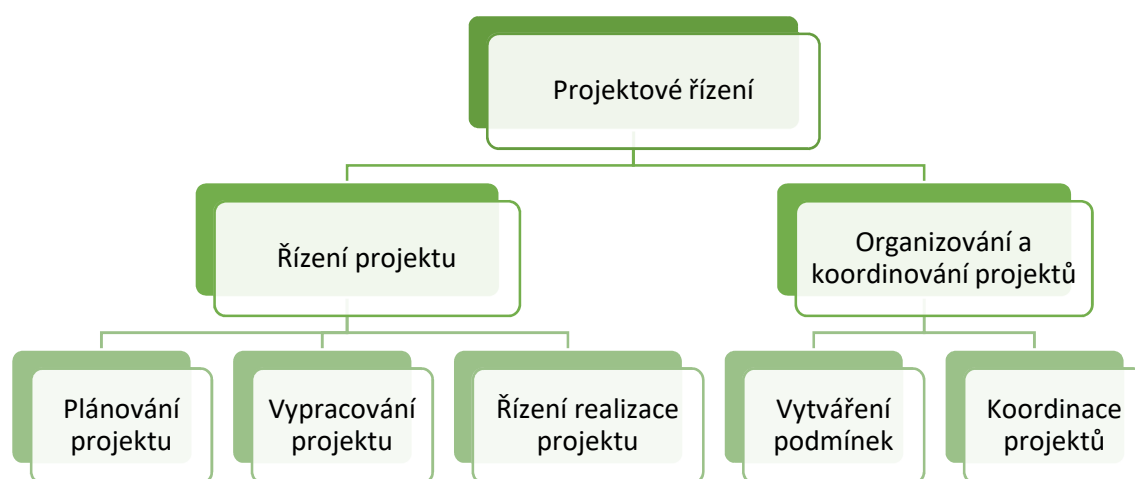 Projektové řízení
Řízení projektu
Organizování a
koordinování projektů
Plánování
projektu
Vypracování
projektu
Řízení realizace
projektu
Vytváření
podmínek
Koordinace
projektů